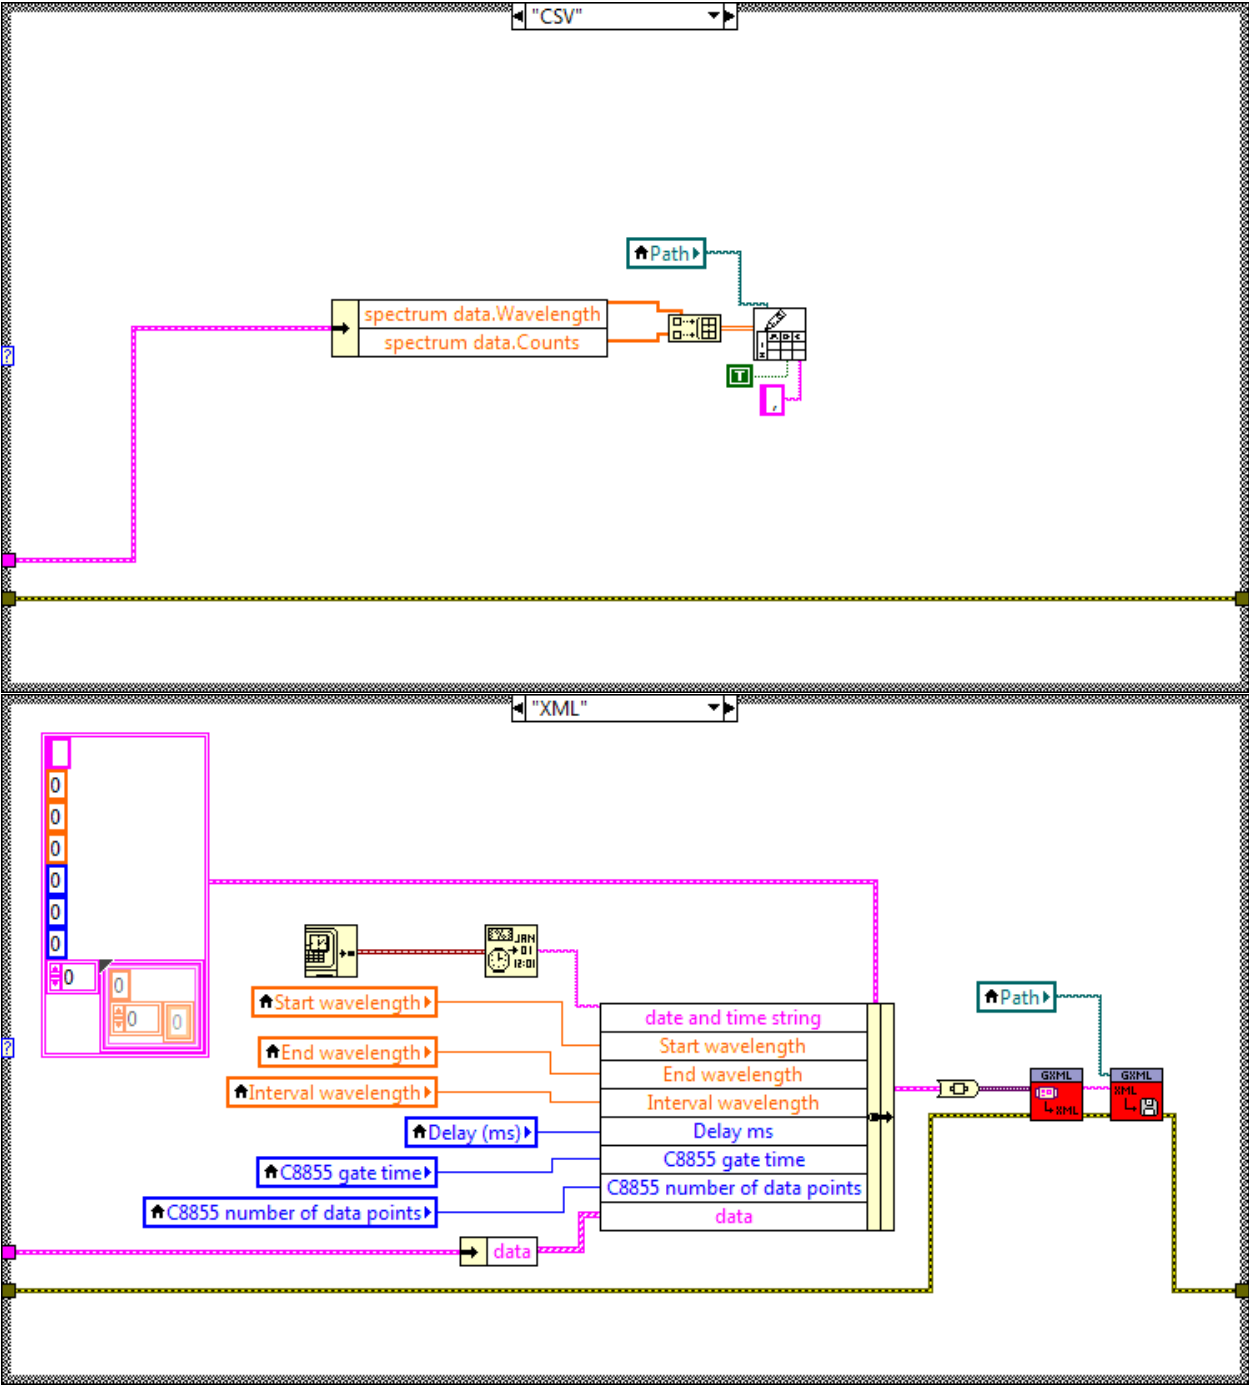 "CSV"
Path
spectrum data.Wavelength
spectrum data.Counts
T
,
?
"XML"
0
0
0
0
0
0
0
0
0
0
?
JAN
01
12:01
Start wavelength
End wavelength
Interval wavelength
Delay (ms)
C8855 gate time
C8855 number of data points
data
date and time string
Start wavelength
End wavelength
Interval wavelength
Delay ms
C8855 gate time
C8855 number of data points
data
Path
GXML
XML
GXML
XML